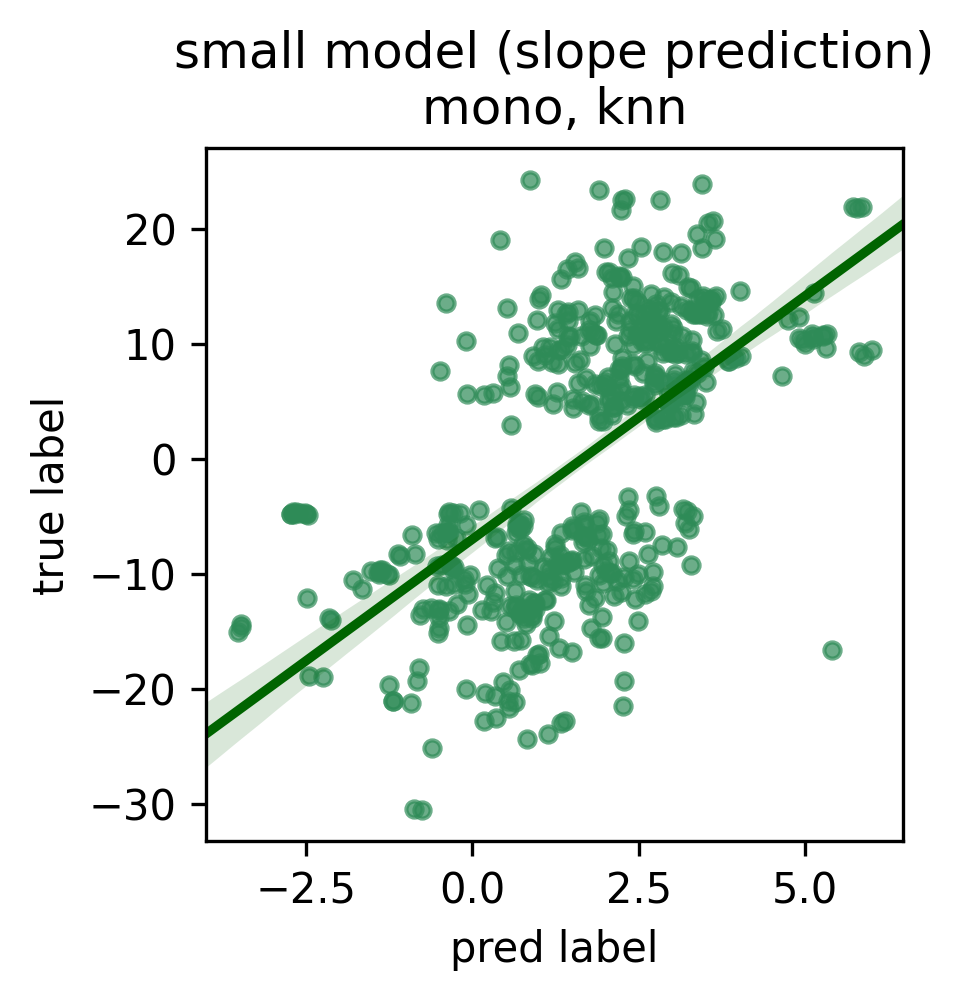 small model (slope prediction)
mono, knn
20
10
0
−10
−20
−30
true label
−2.5 0.0 2.5 5.0
pred label